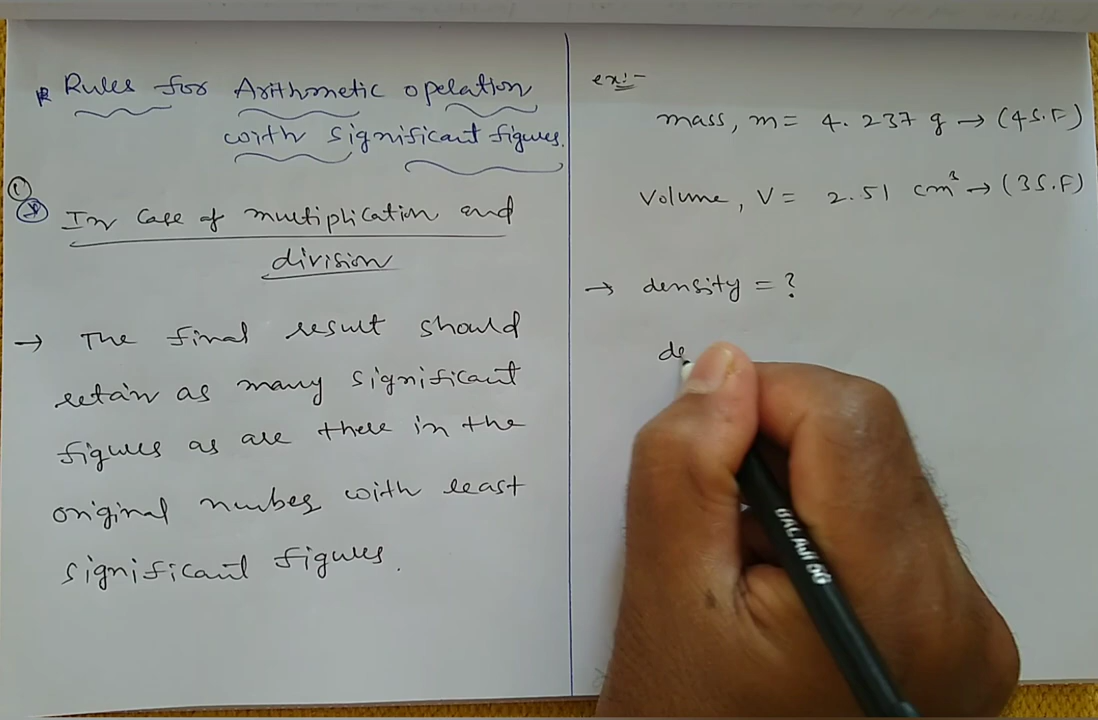 Rules for Arithmetic operation
with significant figures.
①
In Case of multiplication and
division
→ The final result should
retain as many significant
figures as are there in the
original number with least
significant figures.
ex:-
mass, m = 4.237 g → (4S.F)
Volume, V = 2.51 cm³ → (3S.F)
→ density = ?
de